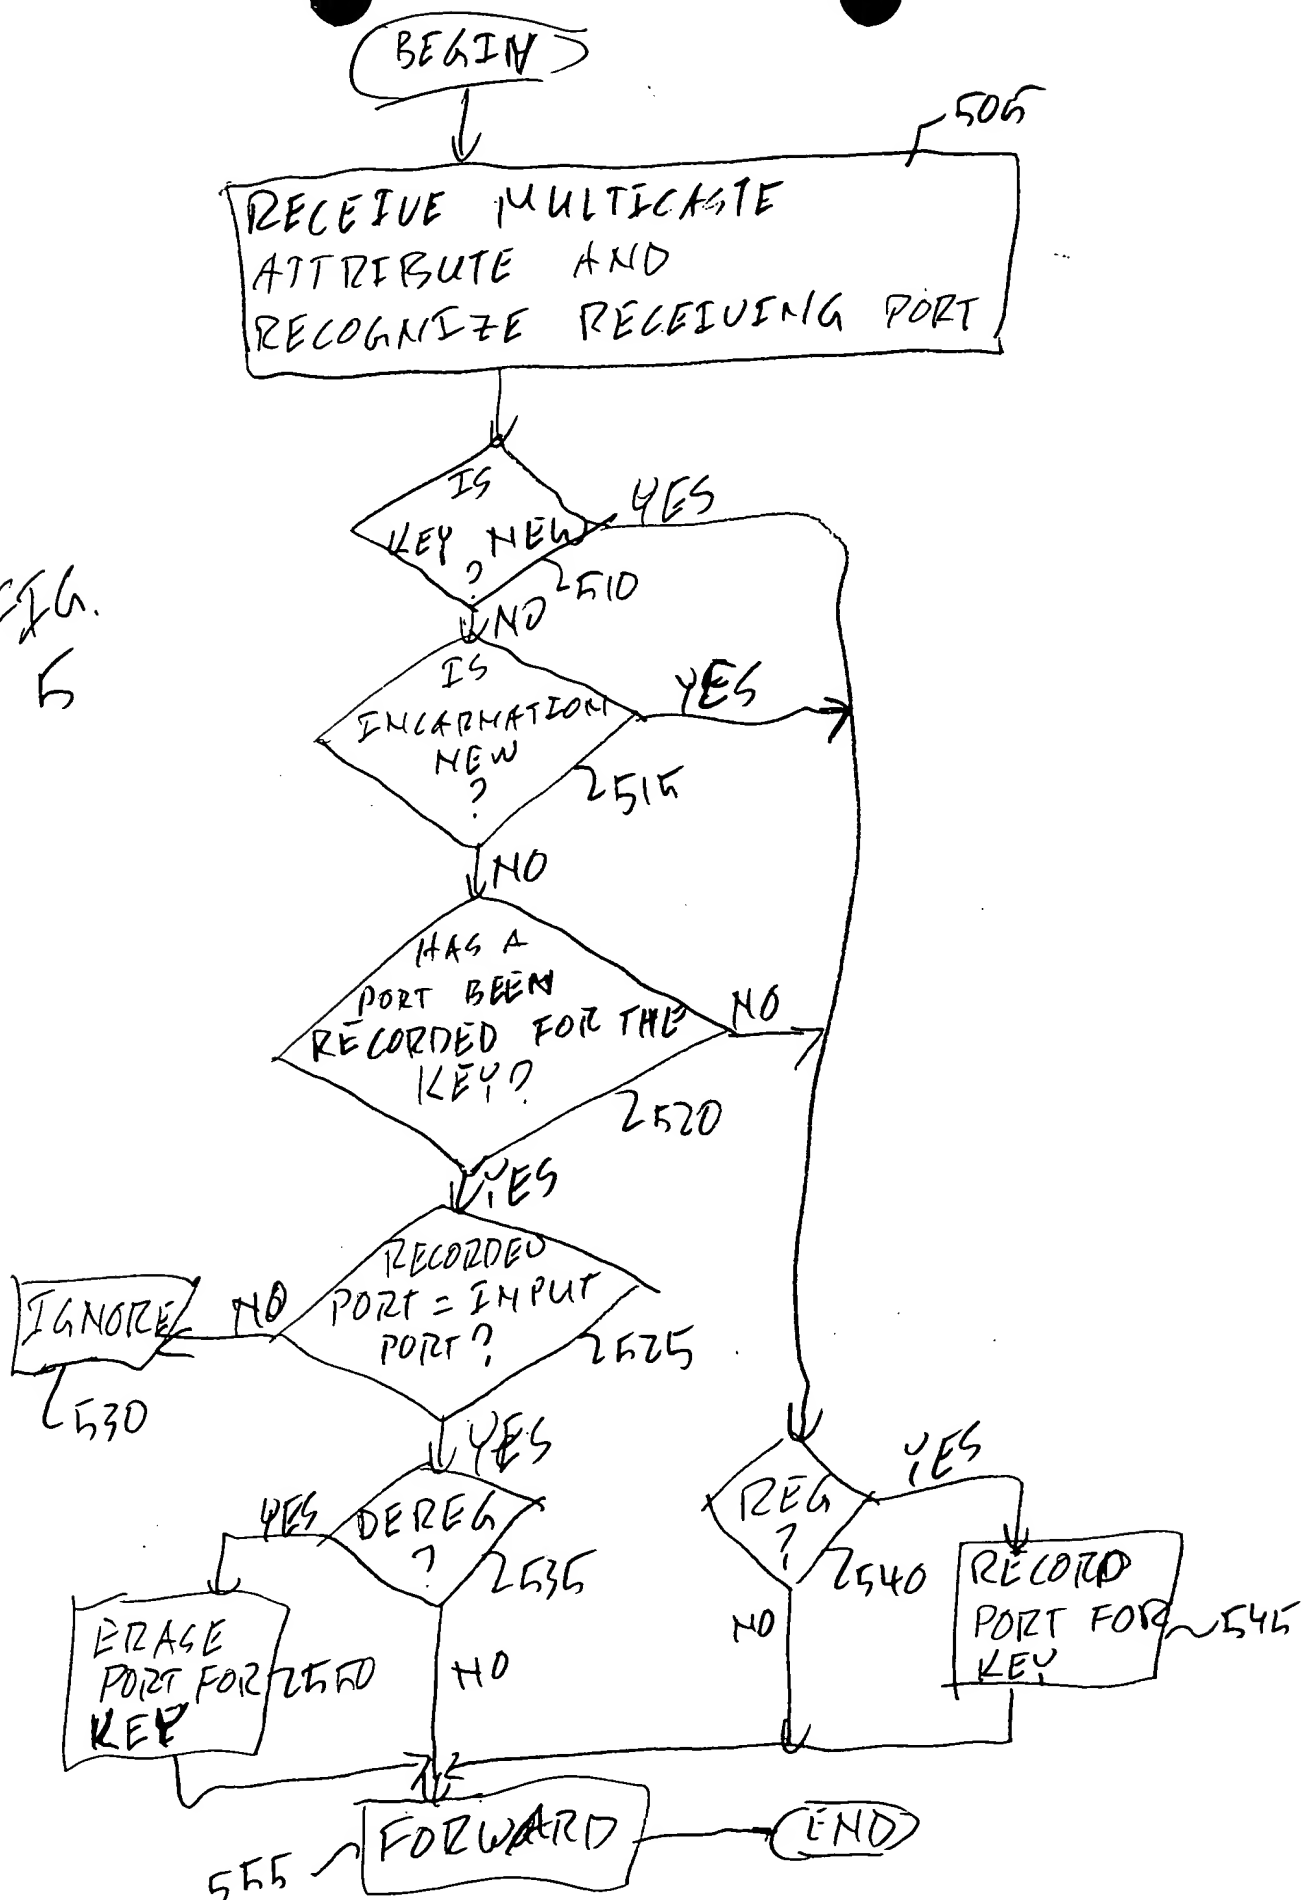 BEGIN
505
RECEIVE MULTICASTE
ATTRIBUTE AND
RECOGNIZE RECEIVING PORT
IS
KEY NEW
?
YES
510
NO
FIG.
5
IS
INCARNATION
NEW
?
YES
515
NO
HAS A
PORT BEEN
RECORDED FOR THE
KEY?
NO
520
YES
RECORDED
PORT = INPUT
PORT?
525
NO
IGNORE
530
YES
DEREG
?
YES
535
NO
REG
?
YES
540
NO
RECORD
PORT FOR
KEY
545
ERASE
PORT FOR
KEY
550
FORWARD
555
END